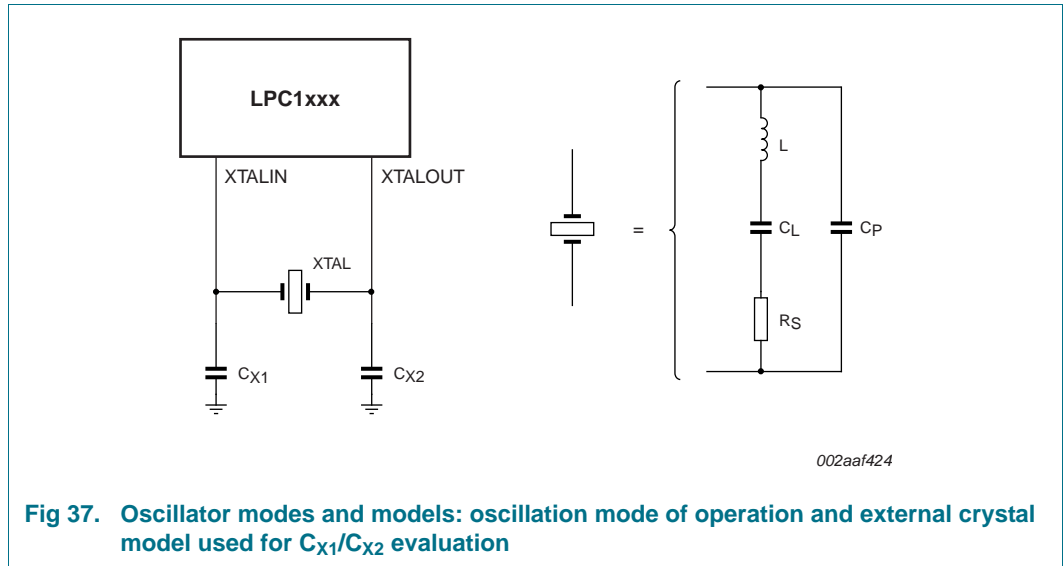 LPC1xxx
XTALIN
XTALOUT
XTAL
CX1
CX2
=
L
CL
CP
RS
002aaf424
Fig 37. Oscillator modes and models: oscillation mode of operation and external crystal
model used for CX1/CX2 evaluation